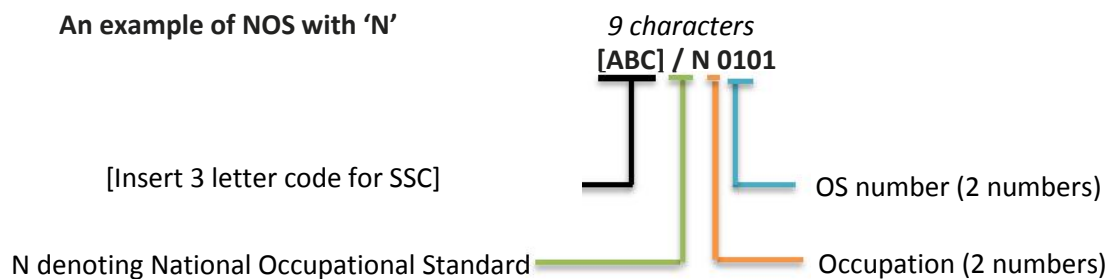 An example of NOS with ‘N’
9 characters
[ABC] / N 0101
[Insert 3 letter code for SSC]
OS number (2 numbers)
N denoting National Occupational Standard
Occupation (2 numbers)